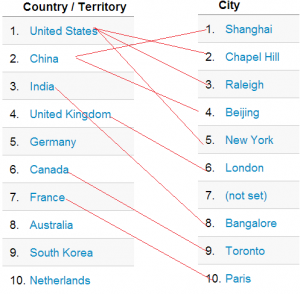 Country / Territory
1. United States
2. China
3. India
4. United Kingdom
5. Germany
6. Canada
7. France
8. Australia
9. South Korea
10. Netherlands
City
1. Shanghai
2. Chapel Hill
3. Raleigh
4. Beijing
5. New York
6. London
7. (not set)
8. Bangalore
9. Toronto
10. Paris